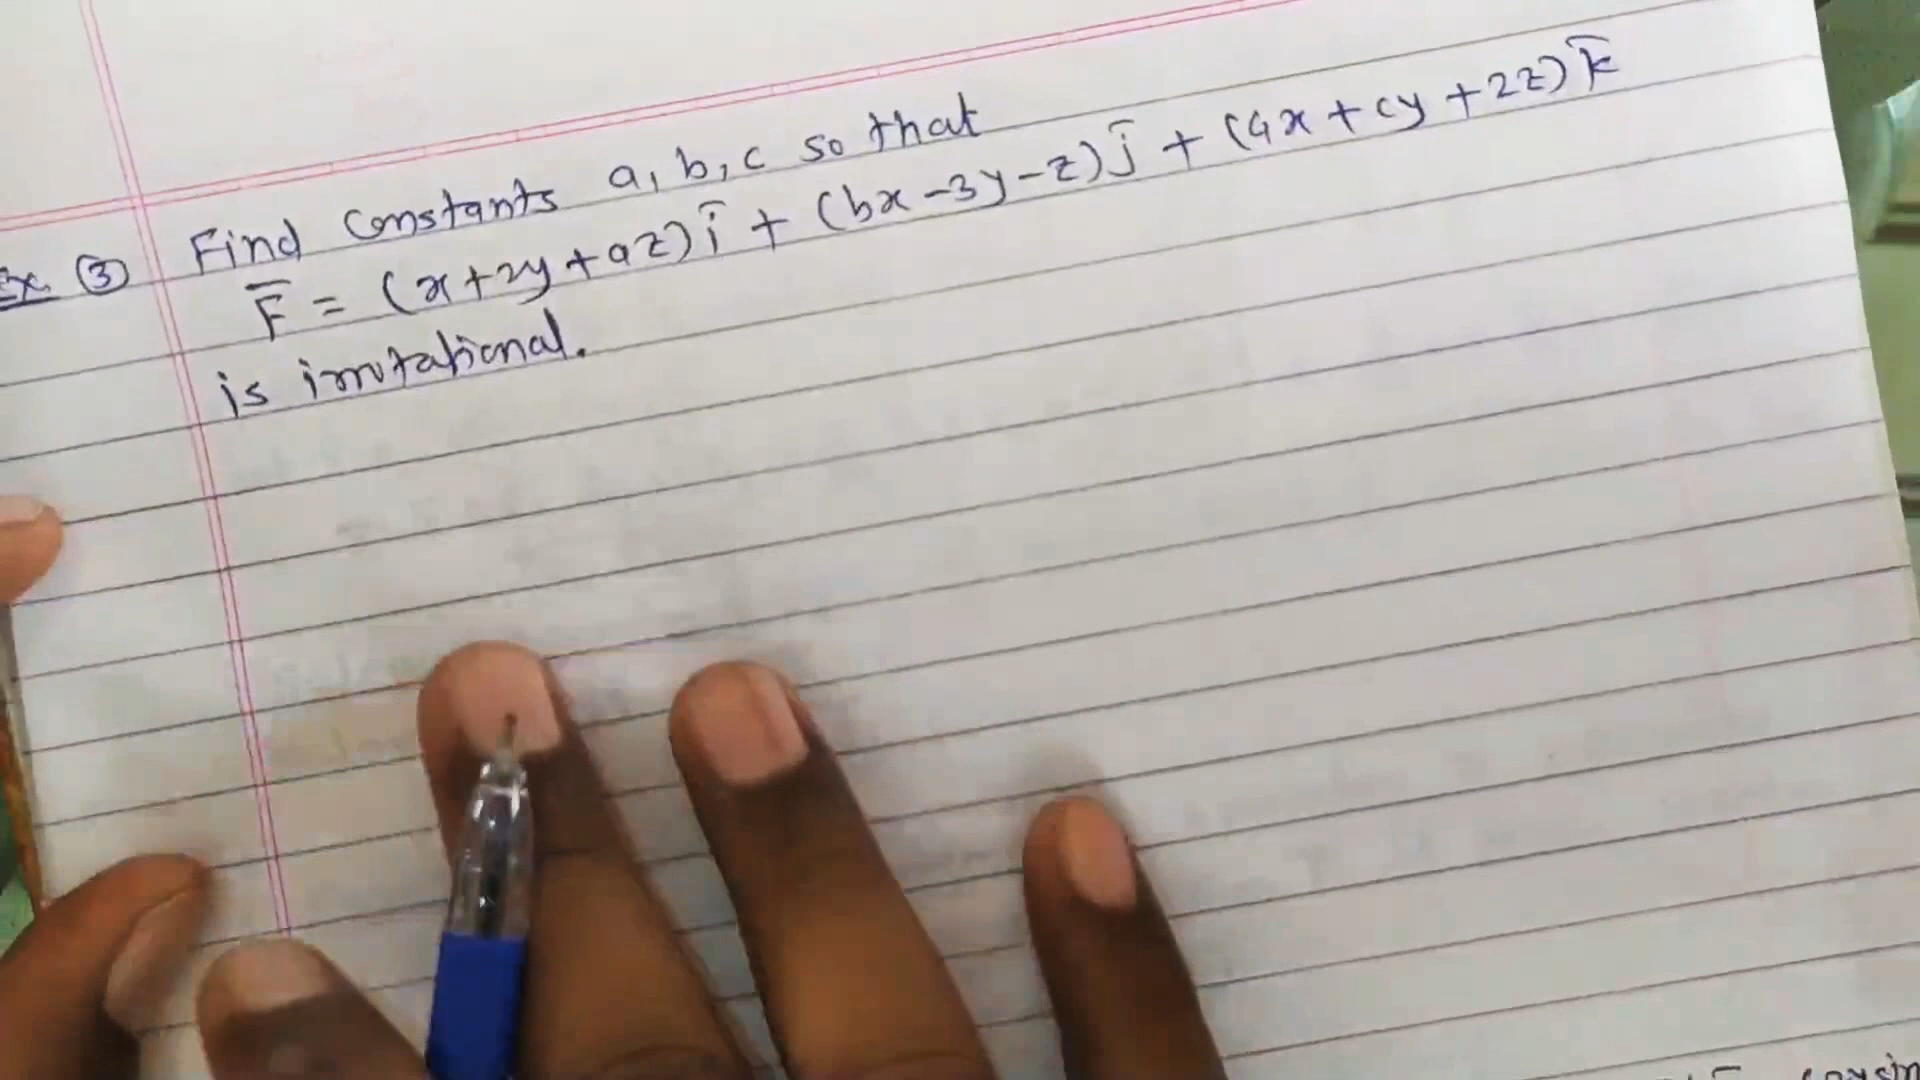 Ex. ③ Find constants a, b, c so that
F̅ = (x+2y+az)i̅ + (bx-3y-z)j̅ + (4x+cy+2z)k̅
is irrotational.